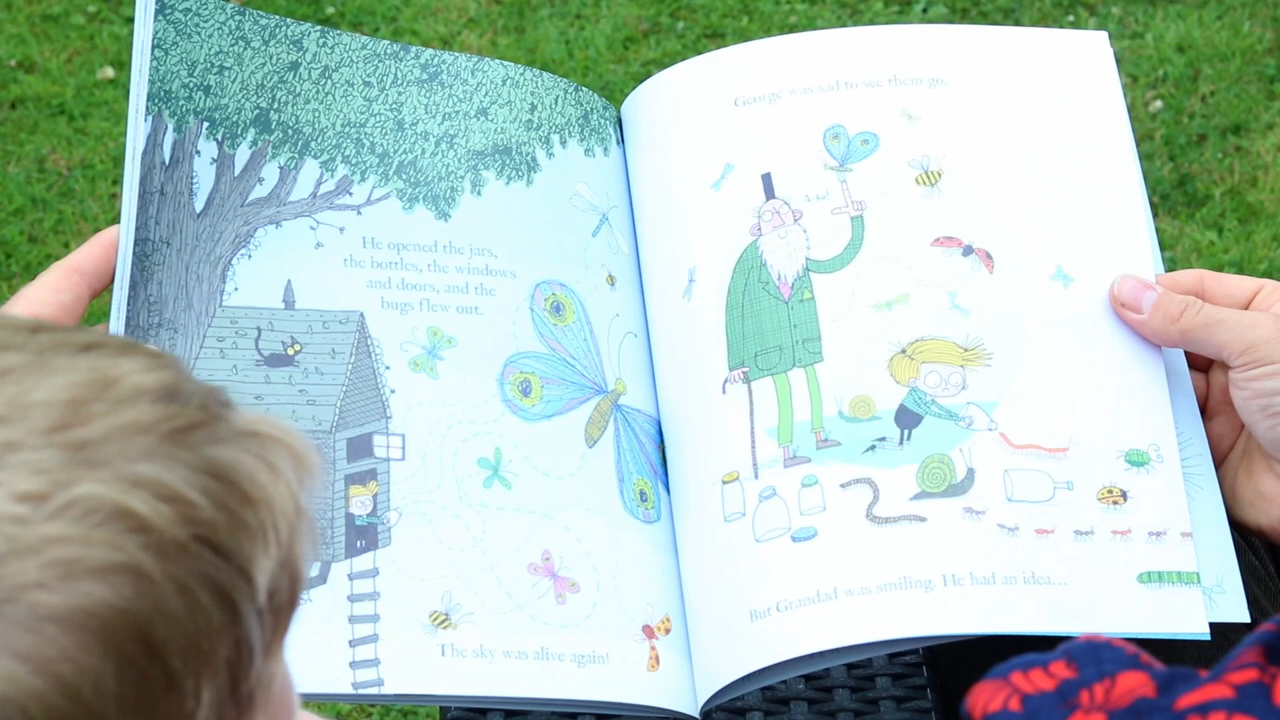 He opened the jars,
the bottles, the windows
and doors, and the
bugs flew out.
The sky was alive again!
George was sad to see them go.
A-ha!
But Grandad was smiling. He had an idea...